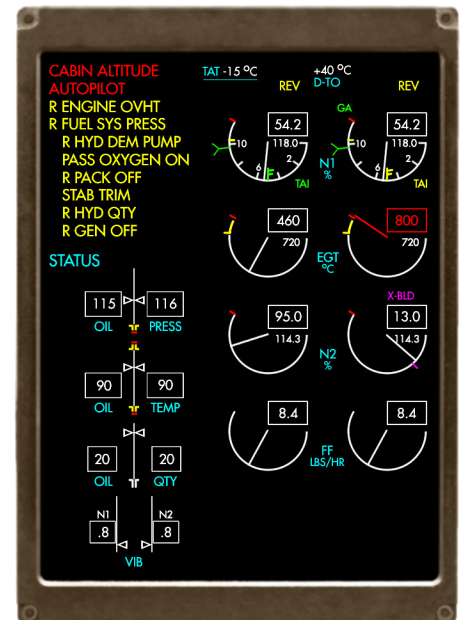 CABIN ALTITUDE
AUTOPILOT
R ENGINE OVHT
R FUEL SYS PRESS
R HYD DEM PUMP
PASS OXYGEN ON
R PACK OFF
STAB TRIM
R HYD QTY
R GEN OFF
STATUS
115 116
OIL PRESS
90 90
OIL TEMP
20 20
OIL QTY
N1 N2
.8 .8
VIB
TAT -15 ºC +40 ºC
D-TO
REV REV
GA
54.2 54.2
10 118.0 10 118.0
6 2 6 2
N1
%
TAI TAI
460 800
720 720
EGT
ºC
X-BLD
95.0 13.0
114.3 114.3
N2
%
8.4 8.4
FF
LBS/HR